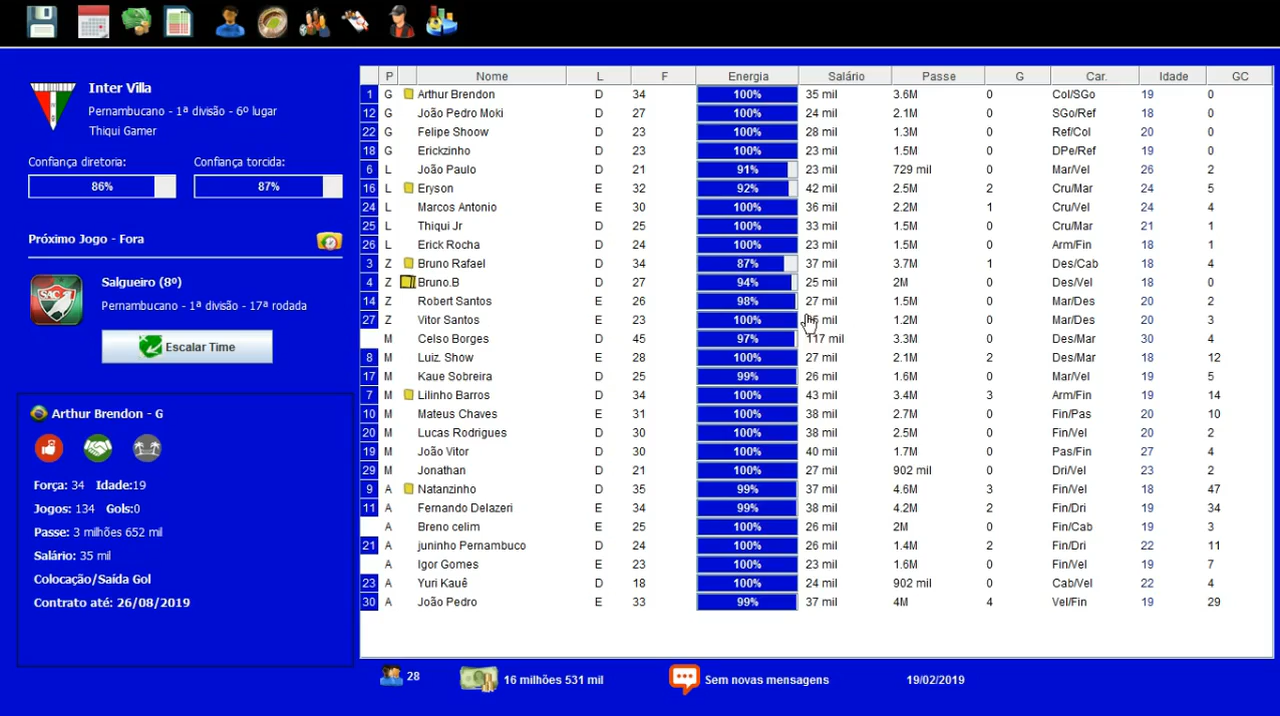 Inter Villa
Pernambucano - 1ª divisão - 6º lugar
Thiqui Gamer
Confiança diretoria: Confiança torcida:
86% 87%
Próximo Jogo - Fora
Salgueiro (8º)
Pernambucano - 1ª divisão - 17ª rodada
Escalar Time
Arthur Brendon - G
Força: 34 Idade:19
Jogos: 134 Gols:0
Passe: 3 milhões 652 mil
Salário: 35 mil
Colocação/Saída Gol
Contrato até: 26/08/2019
P Nome L F Energia Salário Passe G Car. Idade GC
1 G Arthur Brendon D 34 100% 35 mil 3.6M 0 Col/SGo 19 0
12 G João Pedro Moki D 27 100% 24 mil 2.1M 0 SGo/Ref 18 0
22 G Felipe Shoow D 23 100% 28 mil 1.3M 0 Ref/Col 20 0
18 G Erickzinho D 23 100% 23 mil 1.5M 0 DPe/Ref 19 0
6 L João Paulo D 21 91% 23 mil 729 mil 0 Mar/Vel 26 2
16 L Eryson E 32 92% 42 mil 2.5M 2 Cru/Mar 24 5
24 L Marcos Antonio E 30 100% 36 mil 2.2M 1 Cru/Vel 24 4
25 L Thiqui Jr D 25 100% 33 mil 1.5M 0 Cru/Mar 21 1
26 L Erick Rocha D 24 100% 23 mil 1.5M 0 Arm/Fin 18 1
3 Z Bruno Rafael D 34 87% 37 mil 3.7M 1 Des/Cab 18 4
4 Z Bruno.B D 27 94% 25 mil 2M 0 Des/Vel 18 0
14 Z Robert Santos E 26 98% 27 mil 1.5M 0 Mar/Des 20 2
27 Z Vitor Santos E 23 100% mil 1.2M 0 Mar/Des 20 3
M Celso Borges D 45 97% 117 mil 3.3M 0 Des/Mar 30 4
8 M Luiz. Show E 28 100% 27 mil 2.1M 2 Des/Mar 18 12
17 M Kaue Sobreira D 25 99% 26 mil 1.6M 0 Mar/Vel 19 5
7 M Lilinho Barros D 34 100% 43 mil 3.4M 3 Arm/Fin 19 14
10 M Mateus Chaves E 31 100% 38 mil 2.7M 0 Fin/Pas 20 10
20 M Lucas Rodrigues D 30 100% 38 mil 2.5M 0 Fin/Vel 20 2
19 M João Vitor D 30 100% 40 mil 1.7M 0 Pas/Fin 27 4
29 M Jonathan D 21 100% 27 mil 902 mil 0 Dri/Vel 23 2
9 A Natanzinho D 35 99% 37 mil 4.6M 3 Fin/Vel 18 47
11 A Fernando Delazeri E 34 99% 38 mil 4.2M 2 Fin/Dri 19 34
A Breno celim E 25 100% 26 mil 2M 0 Fin/Cab 19 3
21 A juninho Pernambuco D 24 100% 26 mil 1.4M 2 Fin/Dri 22 11
A Igor Gomes E 23 100% 23 mil 1.6M 0 Fin/Vel 19 7
23 A Yuri Kauê D 18 100% 24 mil 902 mil 0 Cab/Vel 22 4
30 A João Pedro E 33 99% 37 mil 4M 4 Vel/Fin 19 29
28 16 milhões 531 mil Sem novas mensagens 19/02/2019